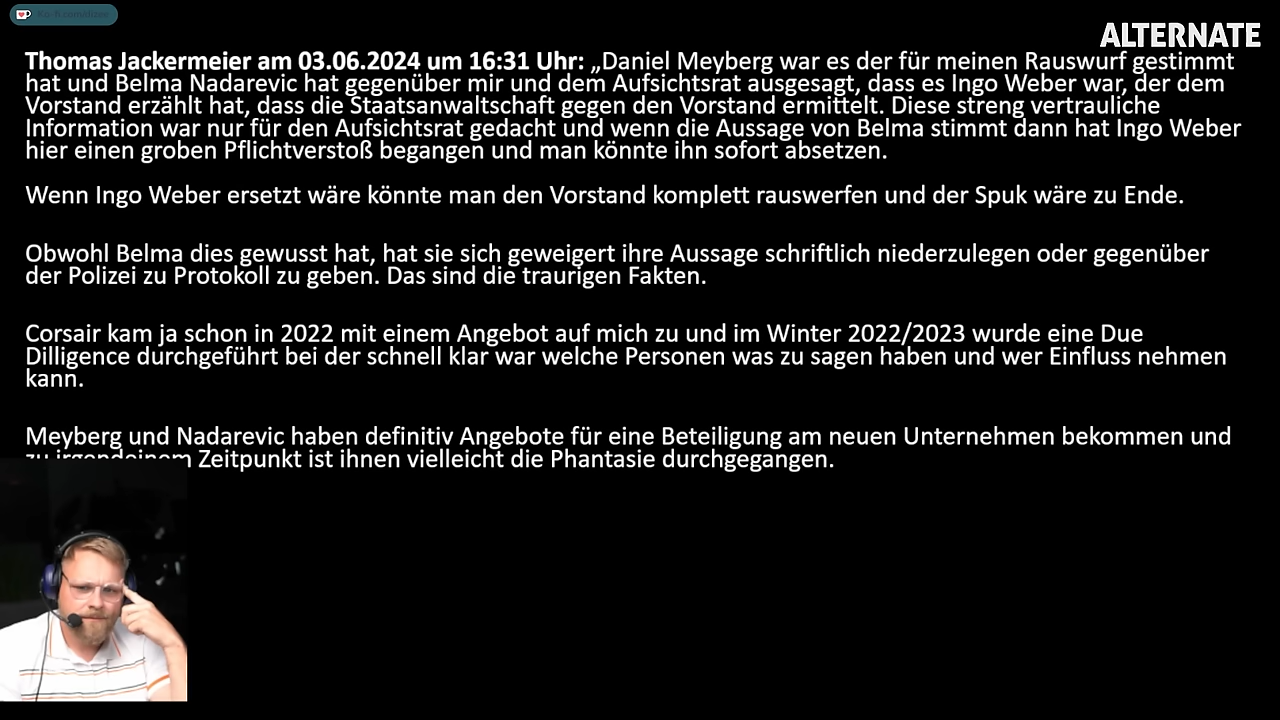 Ko-fi.com/dizer
ALTERNATE
Thomas Jackermeier am 03.06.2024 um 16:31 Uhr: „Daniel Meyberg war es der für meinen Rauswurf gestimmt
hat und Belma Nadarevic hat gegenüber mir und dem Aufsichtsrat ausgesagt, dass es Ingo Weber war, der dem
Vorstand erzählt hat, dass die Staatsanwaltschaft gegen den Vorstand ermittelt. Diese streng vertrauliche
Information war nur für den Aufsichtsrat gedacht und wenn die Aussage von Belma stimmt dann hat Ingo Weber
hier einen groben Pflichtverstoß begangen und man könnte ihn sofort absetzen.
Wenn Ingo Weber ersetzt wäre könnte man den Vorstand komplett rauswerfen und der Spuk wäre zu Ende.
Obwohl Belma dies gewusst hat, hat sie sich geweigert ihre Aussage schriftlich niederzulegen oder gegenüber
der Polizei zu Protokoll zu geben. Das sind die traurigen Fakten.
Corsair kam ja schon in 2022 mit einem Angebot auf mich zu und im Winter 2022/2023 wurde eine Due
Dilligence durchgeführt bei der schnell klar war welche Personen was zu sagen haben und wer Einfluss nehmen
kann.
Meyberg und Nadarevic haben definitiv Angebote für eine Beteiligung am neuen Unternehmen bekommen und
zu irgendeinem Zeitpunkt ist ihnen vielleicht die Phantasie durchgegangen.